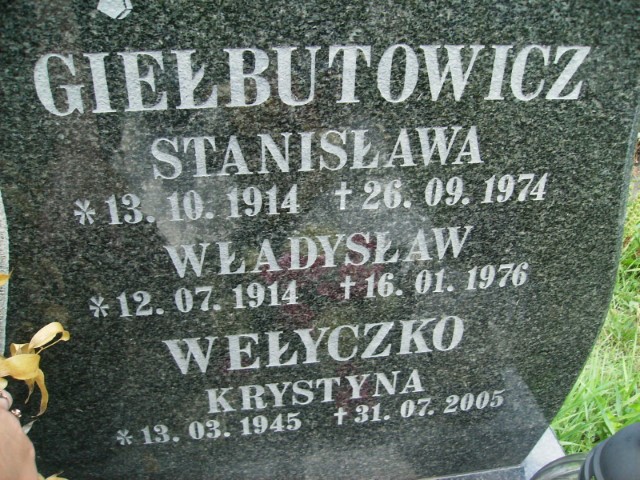 GIEŁBUTOWICZ
STANISŁAWA
* 13. 10. 1914 † 26. 09. 1974
WŁADYSŁAW
* 12. 07. 1914 † 16. 01. 1976
WEŁYCZKO
KRYSTYNA
* 13. 03. 1945 † 31. 07. 2005